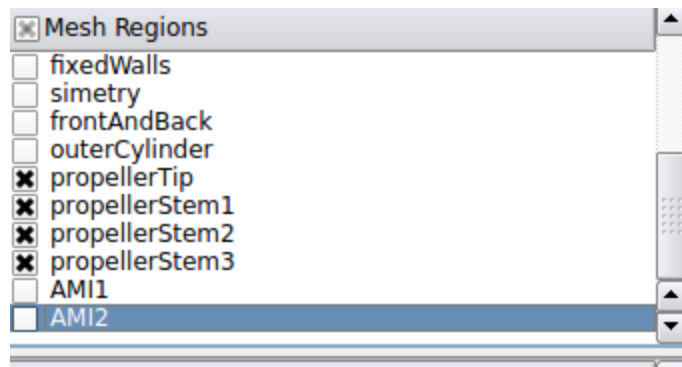 Mesh Regions
fixedWalls
simetry
frontAndBack
outerCylinder
propellerTip
propellerStem1
propellerStem2
propellerStem3
AMI1
AMI2